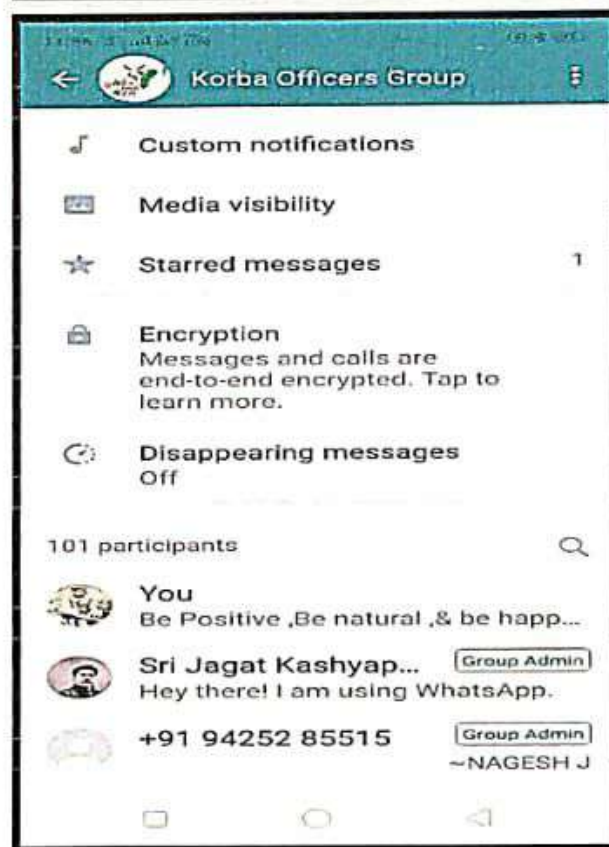 Korba Officers Group
Custom notifications
Media visibility
Starred messages 1
Encryption
Messages and calls are
end-to-end encrypted. Tap to
learn more.
Disappearing messages
Off
101 participants
You
Be Positive ,Be natural ,& be happ...
Sri Jagat Kashyap... Group Admin
Hey there! I am using WhatsApp.
+91 94252 85515 Group Admin
~NAGESH J